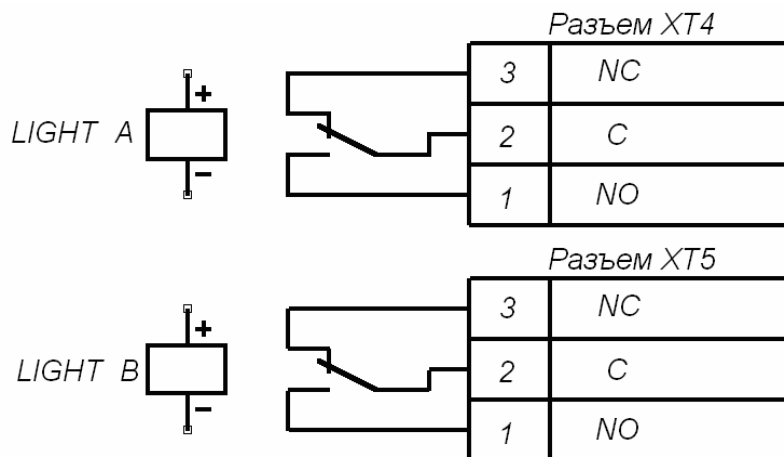 Разъем XT4
3 NC
+
LIGHT A
2 C
–
1 NO
Разъем XT5
3 NC
+
LIGHT B
2 C
–
1 NO